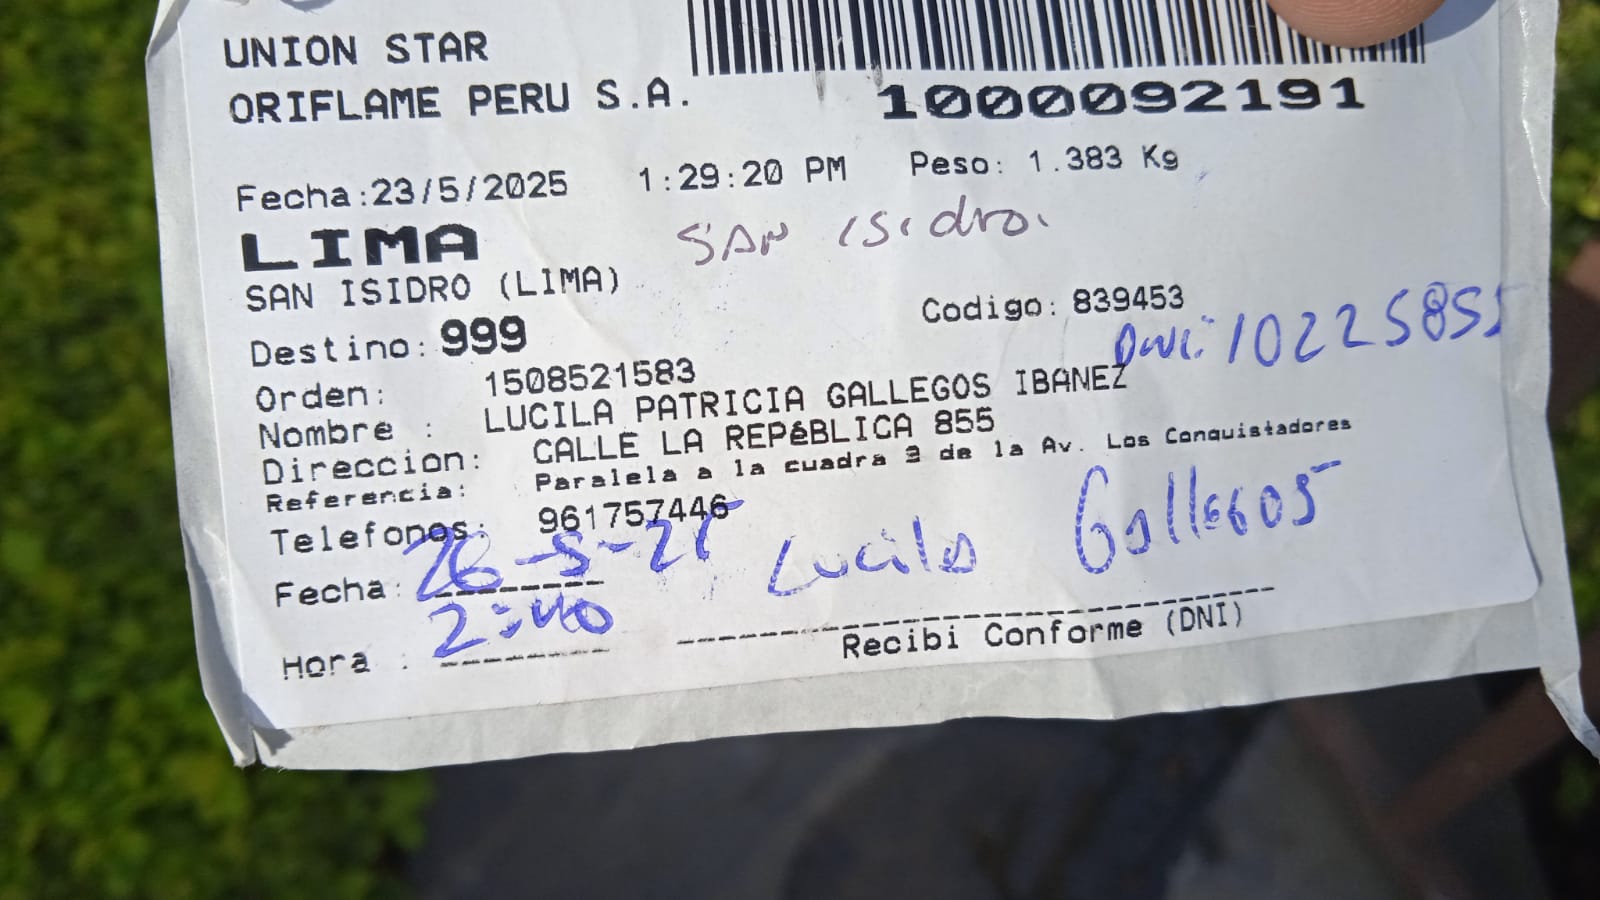 UNION STAR
ORIFLAME PERU S.A.
1000092191
Fecha:23/5/2025 1:29:20 PM Peso: 1.383 Kg
LIMA SAN ISidro.
SAN ISIDRO (LIMA)
Codigo: 839453
Destino: 999
DNI: 10225855
Orden: 1508521583
Nombre : LUCILA PATRICIA GALLEGOS IBANEZ
Direccion: CALLE LA REPéBLICA 855
Referencia: Paralela a la cuadra 3 de la Av. Los Conquistadores
Telefonos: 961757446
Fecha: 26-5-25 Lucila Gallegos
Hora : 2:40
Recibi Conforme (DNI)